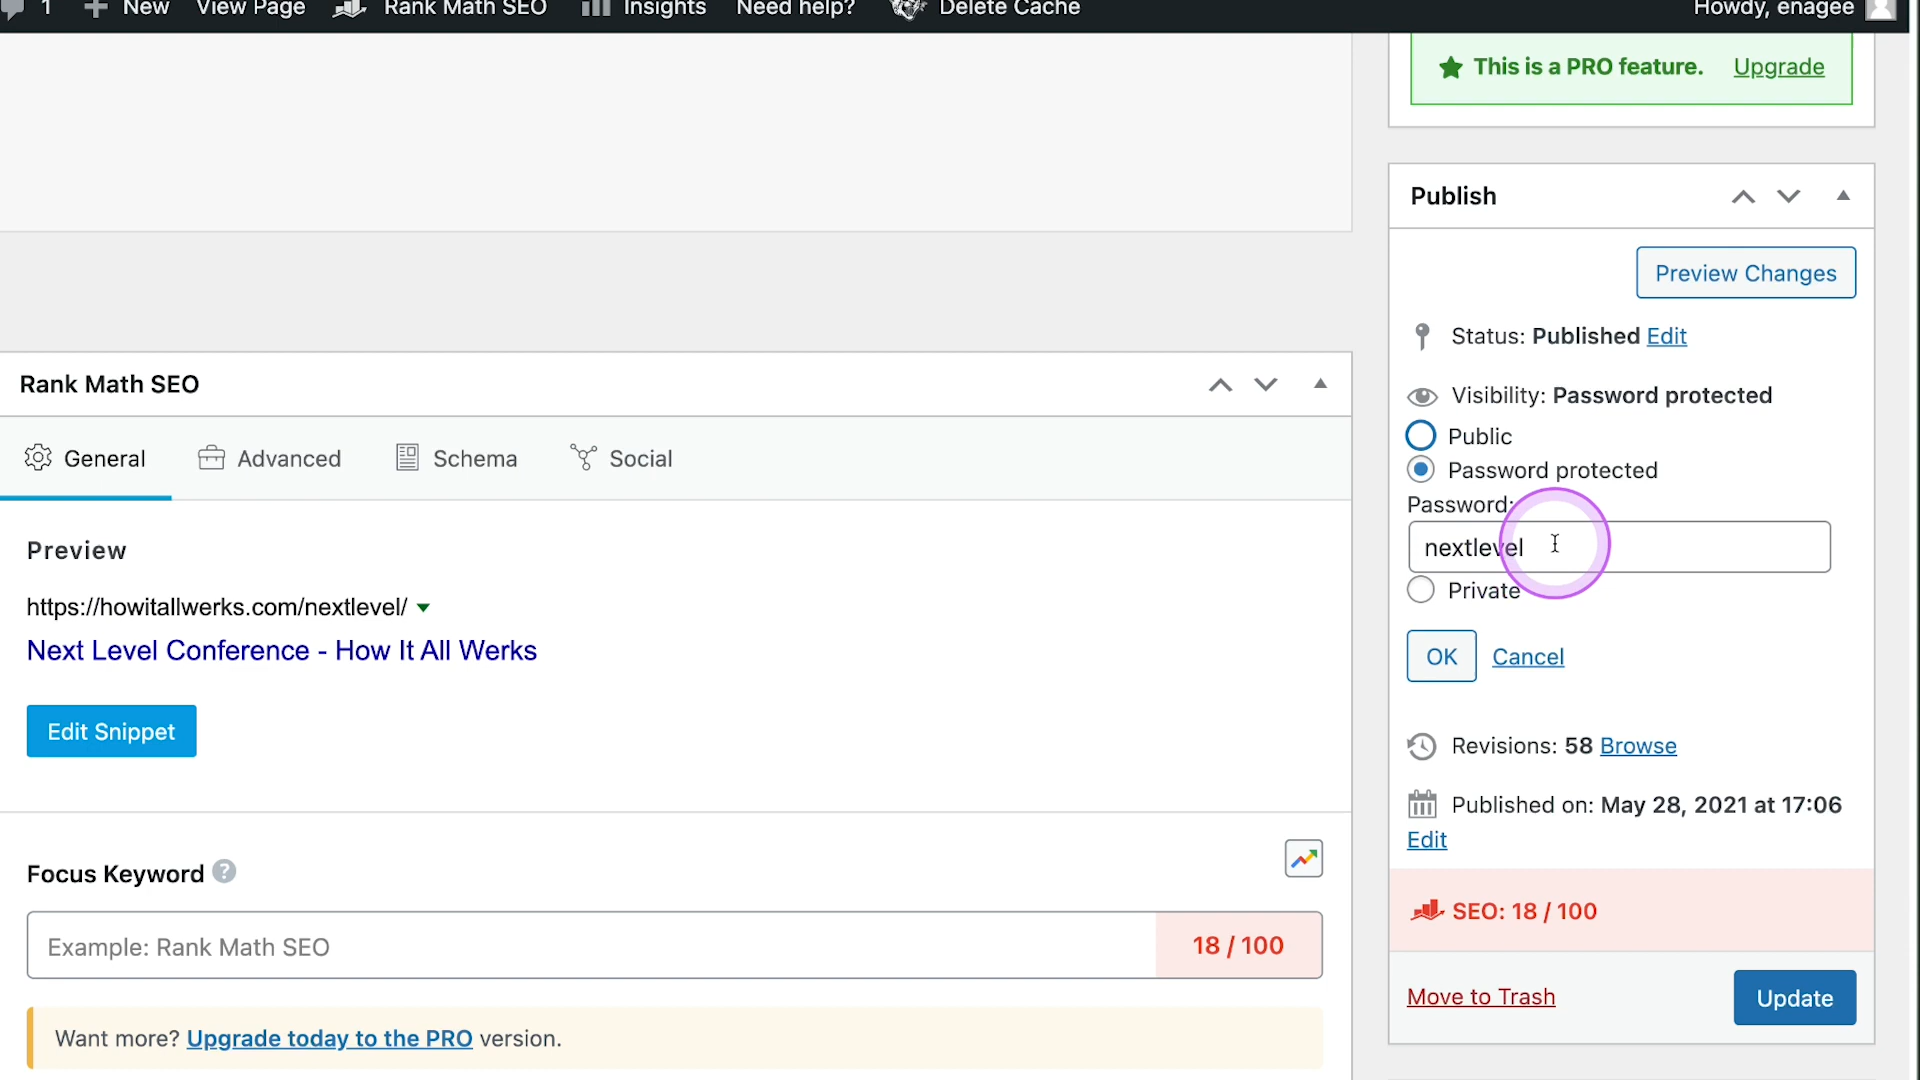 1 New View Page Rank Math SEO Insights Need help? Delete Cache Howdy, enagee
This is a PRO feature. Upgrade
Publish
Preview Changes
Status: Published Edit
Visibility: Password protected
Public
Password protected
Password:
nextlevel
Private
OK Cancel
Revisions: 58 Browse
Published on: May 28, 2021 at 17:06
Edit
SEO: 18 / 100
Move to Trash Update
Rank Math SEO
General Advanced Schema Social
Preview
https://howitallwerks.com/nextlevel/
Next Level Conference - How It All Werks
Edit Snippet
Focus Keyword ?
Example: Rank Math SEO 18 / 100
Want more? Upgrade today to the PRO version.